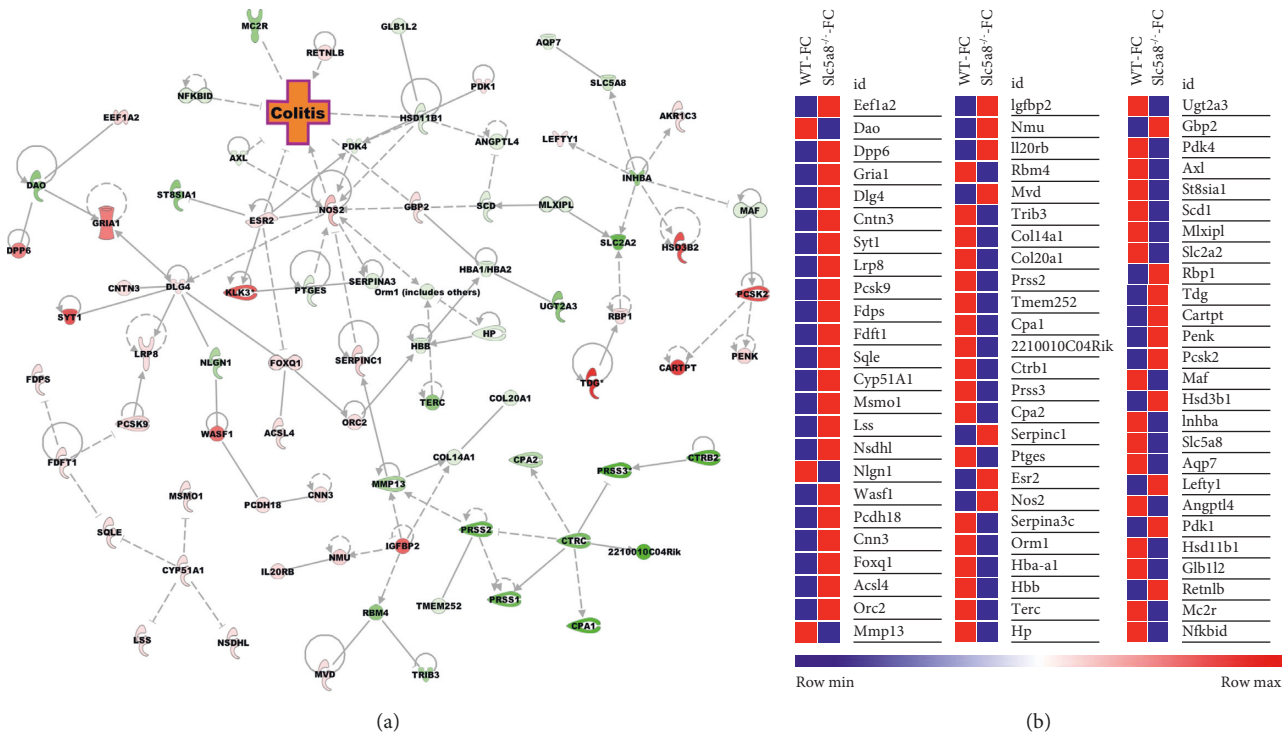 MC2R
GLB1L2
RETNLB
AQP7
NFKBID
Colitis
PDK1
SLC5A8
EEF1A2
HSD11B1
AKR1C3
PDK4
ANGPTL4
LEFTY1
AXL
DAO
ST8SIA1
INHBA
GRIA1
ESR2
NOS2
GBP2
SCD
MLXIPL
MAF
DPP6
SLC2A2
HSD3B2
CNTN3
DLG4
KLK3*
PTGES
SERPINA3
HBA1/HBA2
Orm1 (includes others)
UGT2A3
PCSK2
SYT1
RBP1
HP
LRP8
NLGN1
FOXQ1
SERPINC1
HBB
PENK
FDPS
TDG*
CARTPT
TERC
COL20A1
PCSK9
WASF1
ACSL4
ORC2
FDFT1
COL14A1
CPA2
PRSS3*
CTRB2
MSMO1
MMP13
PCDH18
CNN3
SQLE
PRSS2
CTRC
2210010C04Rik
IGFBP2
NMU
IL20RB
CYP51A1
TMEM252
PRSS1
RBM4
CPA1
LSS
NSDHL
MVD
TRIB3
(a)
WT-FC
Slc5a8-/--FC
id
Eef1a2
Dao
Dpp6
Gria1
Dlg4
Cntn3
Syt1
Lrp8
Pcsk9
Fdps
Fdft1
Sqle
Cyp51A1
Msmo1
Lss
Nsdhl
Nlgn1
Wasf1
Pcdh18
Cnn3
Foxq1
Acsl4
Orc2
Mmp13
WT-FC
Slc5a8-/--FC
id
lgfbp2
Nmu
Il20rb
Rbm4
Mvd
Trib3
Col14a1
Col20a1
Prss2
Tmem252
Cpa1
2210010C04Rik
Ctrb1
Prss3
Cpa2
Serpinc1
Ptges
Esr2
Nos2
Serpina3c
Orm1
Hba-a1
Hbb
Terc
Hp
WT-FC
Slc5a8-/--FC
id
Ugt2a3
Gbp2
Pdk4
Axl
St8sia1
Scd1
Mlxipl
Slc2a2
Rbp1
Tdg
Cartpt
Penk
Pcsk2
Maf
Hsd3b1
Inhba
Slc5a8
Aqp7
Lefty1
Angptl4
Pdk1
Hsd11b1
Glb1l2
Retnlb
Mc2r
Nfkbid
Row min
Row max
(b)